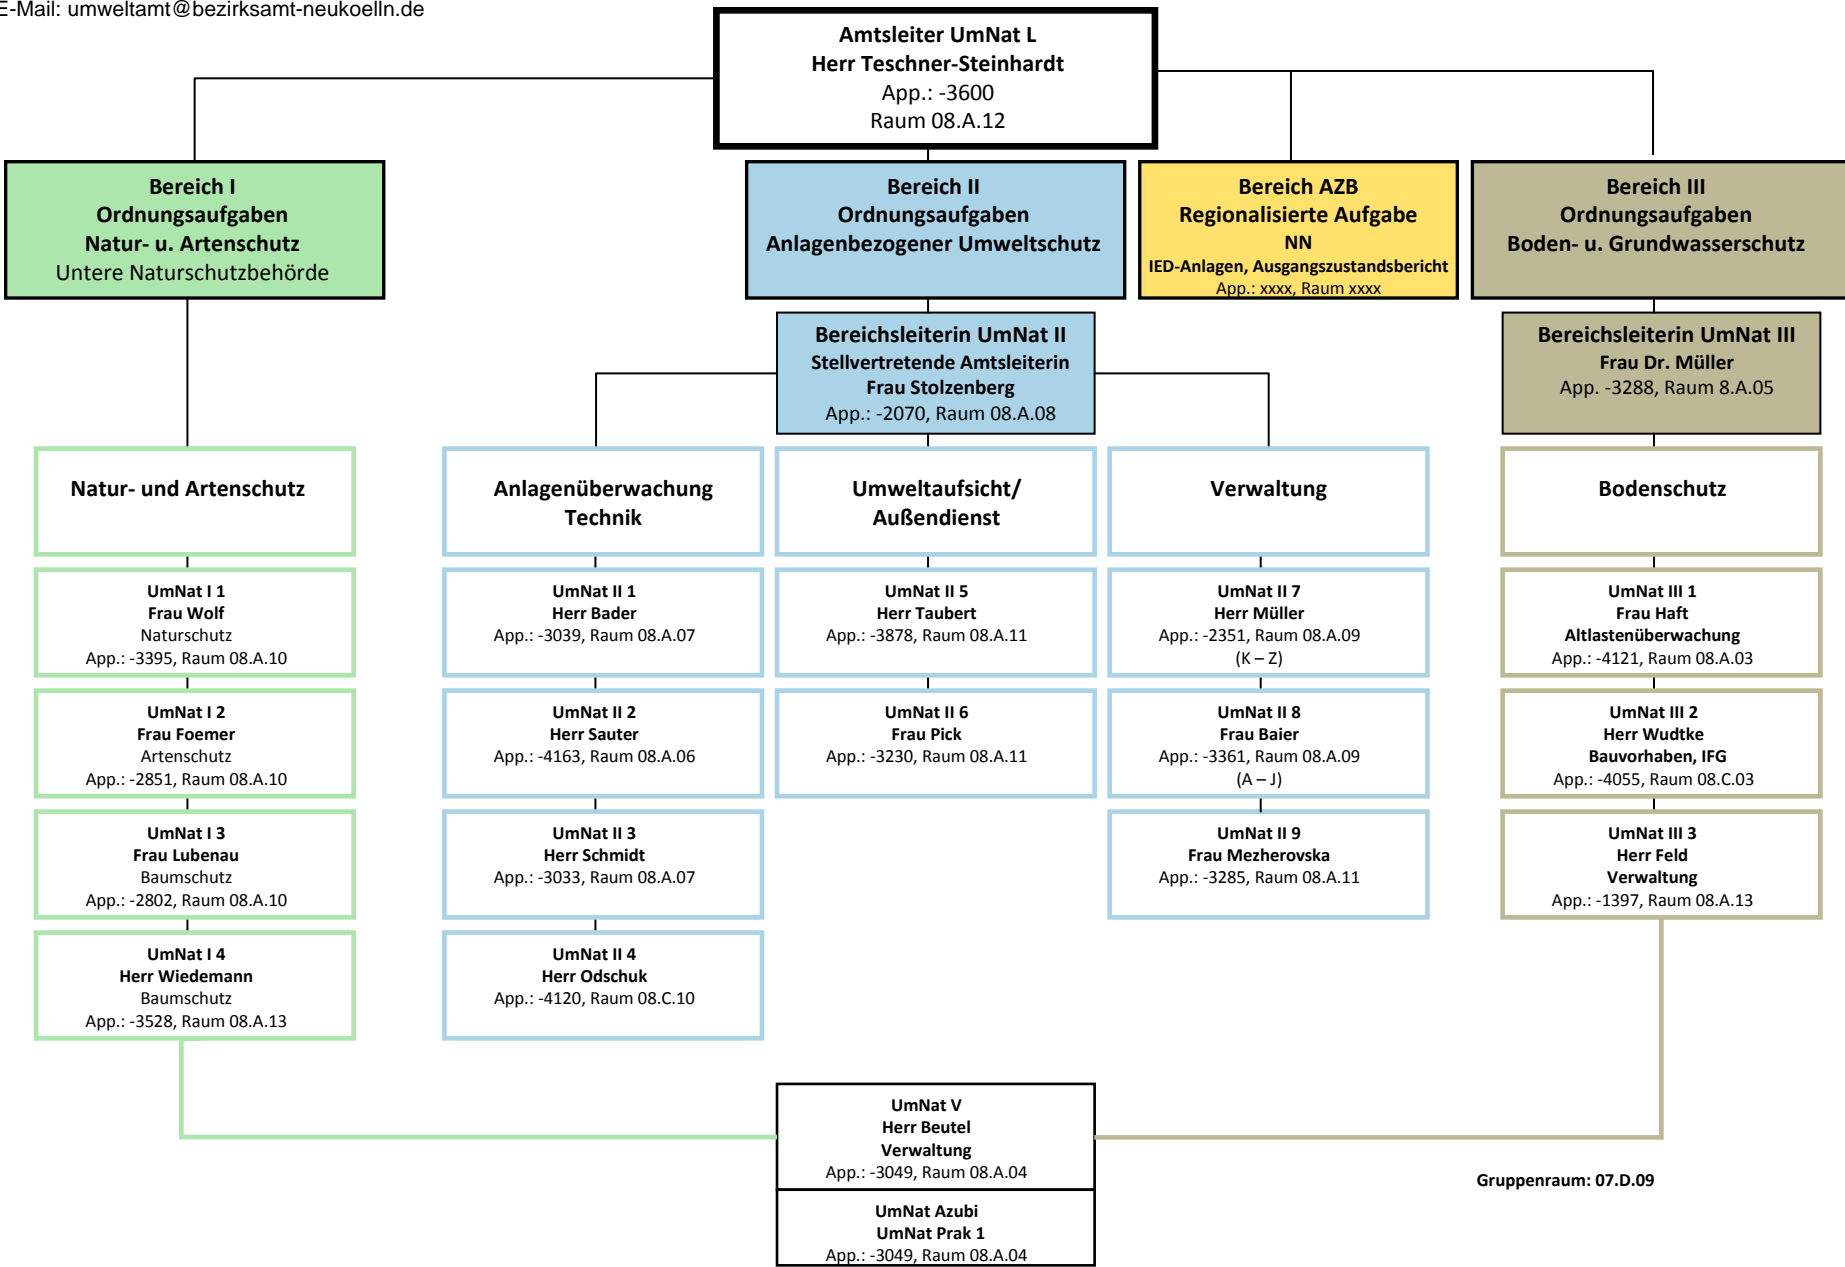 E-Mail: umweltamt@bezirksamt-neukoelln.de
Amtsleiter UmNat L
Herr Teschner-Steinhardt
App.: -3600
Raum 08.A.12
Bereich I
Ordnungsaufgaben
Natur- u. Artenschutz
Untere Naturschutzbehörde
Bereich II
Ordnungsaufgaben
Anlagenbezogener Umweltschutz
Bereich AZB
Regionalisierte Aufgabe
NN
IED-Anlagen, Ausgangszustandsbericht
App.: xxxx, Raum xxxx
Bereich III
Ordnungsaufgaben
Boden- u. Grundwasserschutz
Bereichsleiterin UmNat II
Stellvertretende Amtsleiterin
Frau Stolzenberg
App.: -2070, Raum 08.A.08
Bereichsleiterin UmNat III
Frau Dr. Müller
App. -3288, Raum 8.A.05
Natur- und Artenschutz
Anlagenüberwachung
Technik
Umweltaufsicht/
Außendienst
Verwaltung
Bodenschutz
UmNat I 1
Frau Wolf
Naturschutz
App.: -3395, Raum 08.A.10
UmNat II 1
Herr Bader
App.: -3039, Raum 08.A.07
UmNat II 5
Herr Taubert
App.: -3878, Raum 08.A.11
UmNat II 7
Herr Müller
App.: -2351, Raum 08.A.09
(K – Z)
UmNat III 1
Frau Haft
Altlastenüberwachung
App.: -4121, Raum 08.A.03
UmNat I 2
Frau Foemer
Artenschutz
App.: -2851, Raum 08.A.10
UmNat II 2
Herr Sauter
App.: -4163, Raum 08.A.06
UmNat II 6
Frau Pick
App.: -3230, Raum 08.A.11
UmNat II 8
Frau Baier
App.: -3361, Raum 08.A.09
(A – J)
UmNat III 2
Herr Wudtke
Bauvorhaben, IFG
App.: -4055, Raum 08.C.03
UmNat I 3
Frau Lubenau
Baumschutz
App.: -2802, Raum 08.A.10
UmNat II 3
Herr Schmidt
App.: -3033, Raum 08.A.07
UmNat II 9
Frau Mezherovska
App.: -3285, Raum 08.A.11
UmNat III 3
Herr Feld
Verwaltung
App.: -1397, Raum 08.A.13
UmNat I 4
Herr Wiedemann
Baumschutz
App.: -3528, Raum 08.A.13
UmNat II 4
Herr Odschuk
App.: -4120, Raum 08.C.10
UmNat V
Herr Beutel
Verwaltung
App.: -3049, Raum 08.A.04
Gruppenraum: 07.D.09
UmNat Azubi
UmNat Prak 1
App.: -3049, Raum 08.A.04